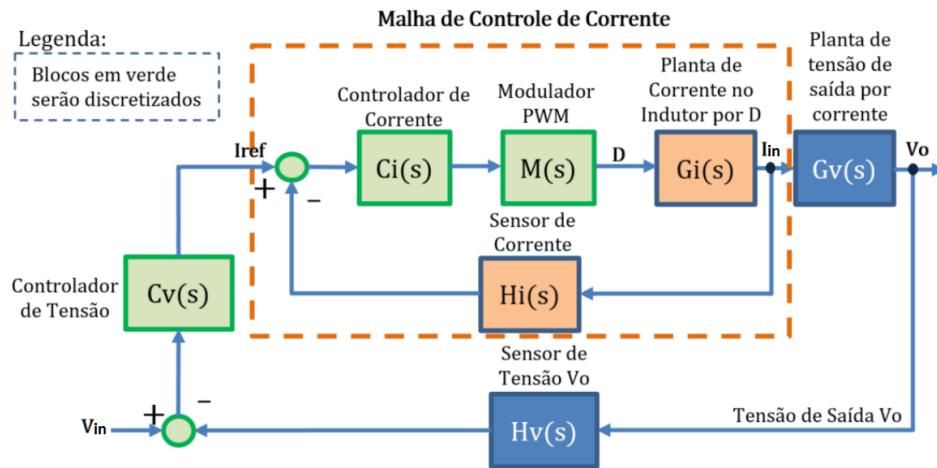 Malha de Controle de Corrente
Legenda:
Blocos em verde
serão discretizados
Controlador de
Corrente
Modulador
PWM
Planta de
Corrente no
Indutor por D
Planta de
tensão de
saída por
corrente
Iref
+
−
Ci(s)
M(s)
D
Gi(s)
Iin
Gv(s)
Vo
Sensor de
Corrente
Hi(s)
Controlador
de Tensão
Cv(s)
Sensor de
Tensão Vo
Hv(s)
Tensão de Saída Vo
Vin
+
−